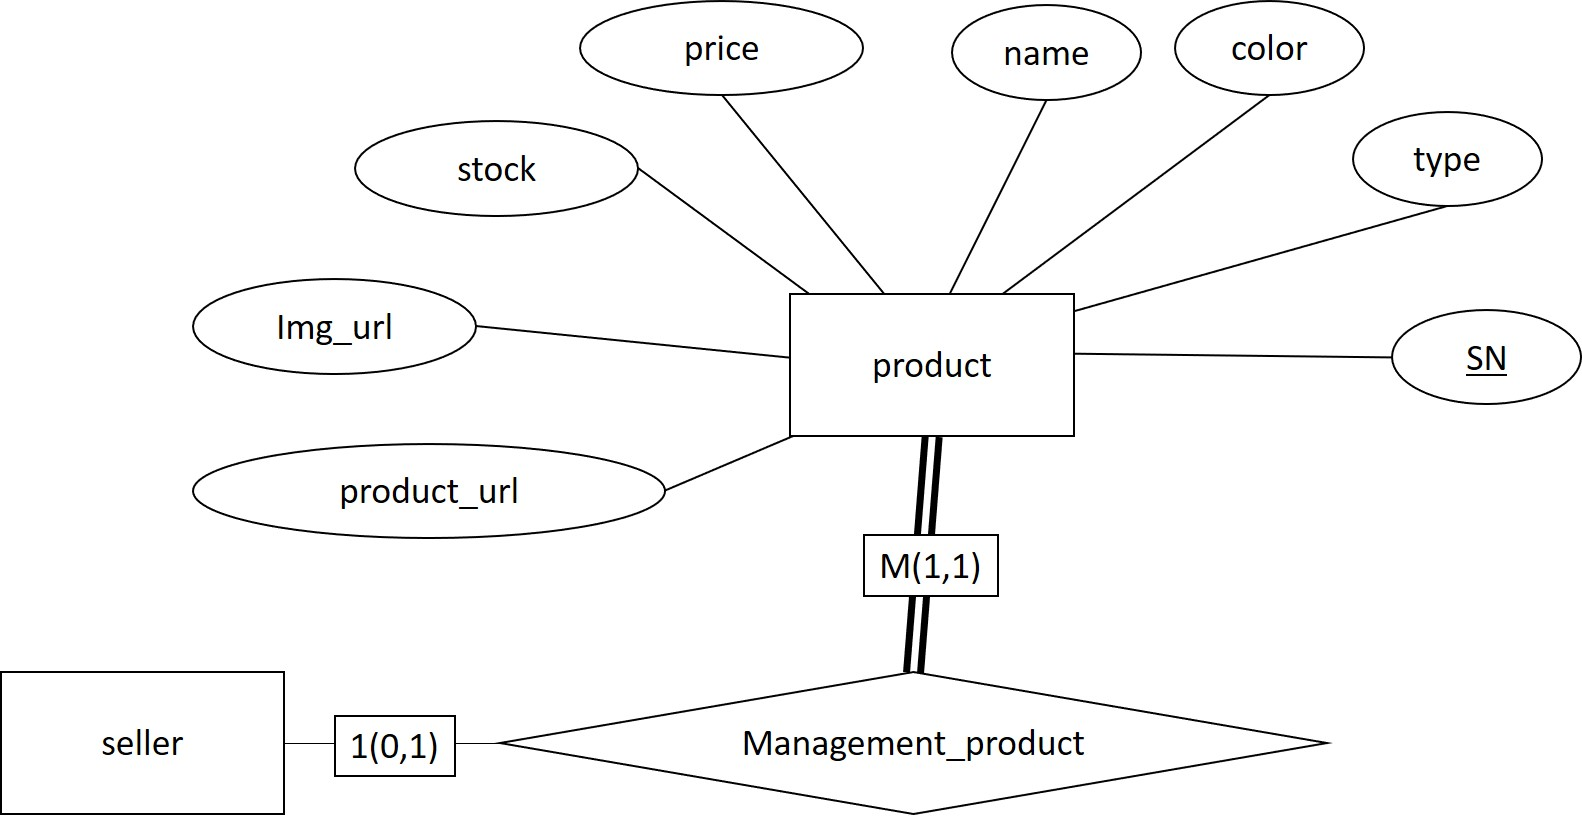 price
name
color
stock
type
Img_url
product
SN
product_url
M(1,1)
seller
1(0,1)
Management_product